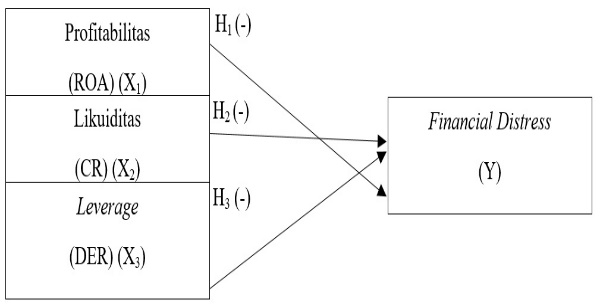 Profitabilitas
(ROA) (X₁)
Likuiditas
(CR) (X₂)
Leverage
(DER) (X₃)
H₁ (-)
H₂ (-)
H₃ (-)
Financial Distress
(Y)